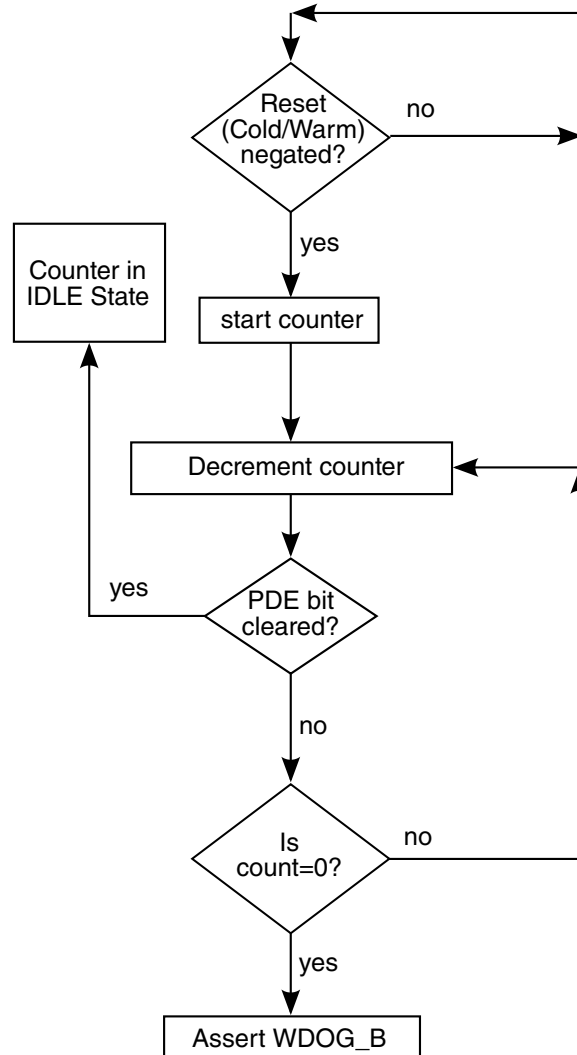 Reset
(Cold/Warm)
negated?
no
yes
Counter in
IDLE State
start counter
Decrement counter
yes
PDE bit
cleared?
no
Is
count=0?
no
yes
Assert WDOG_B